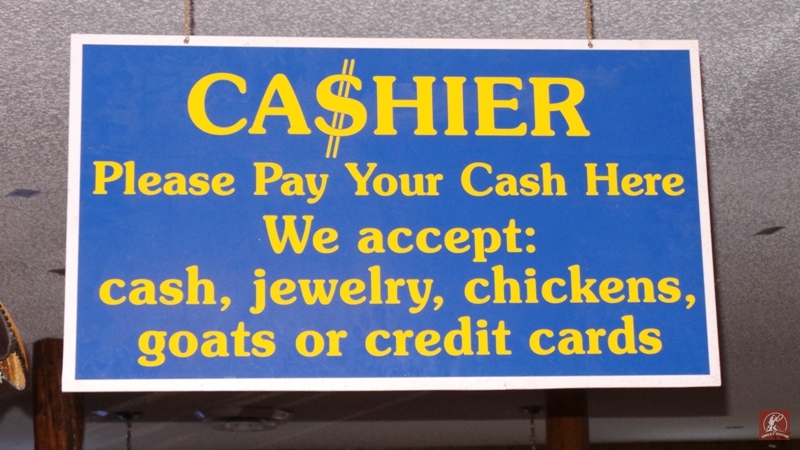 CA$HIER
Please Pay Your Cash Here
We accept:
cash, jewelry, chickens,
goats or credit cards